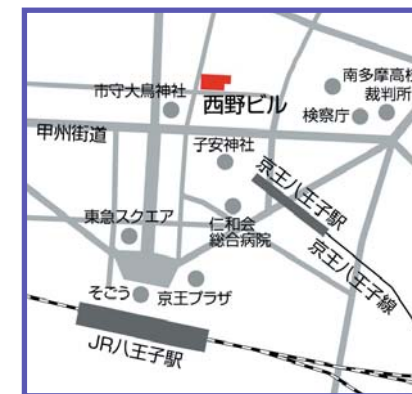 南多摩高校
裁判所
検察庁
市守大鳥神社
西野ビル
甲州街道
子安神社
京王八王子駅
東急スクエア
仁和会
総合病院
京王八王子線
そごう
京王プラザ
JR八王子駅